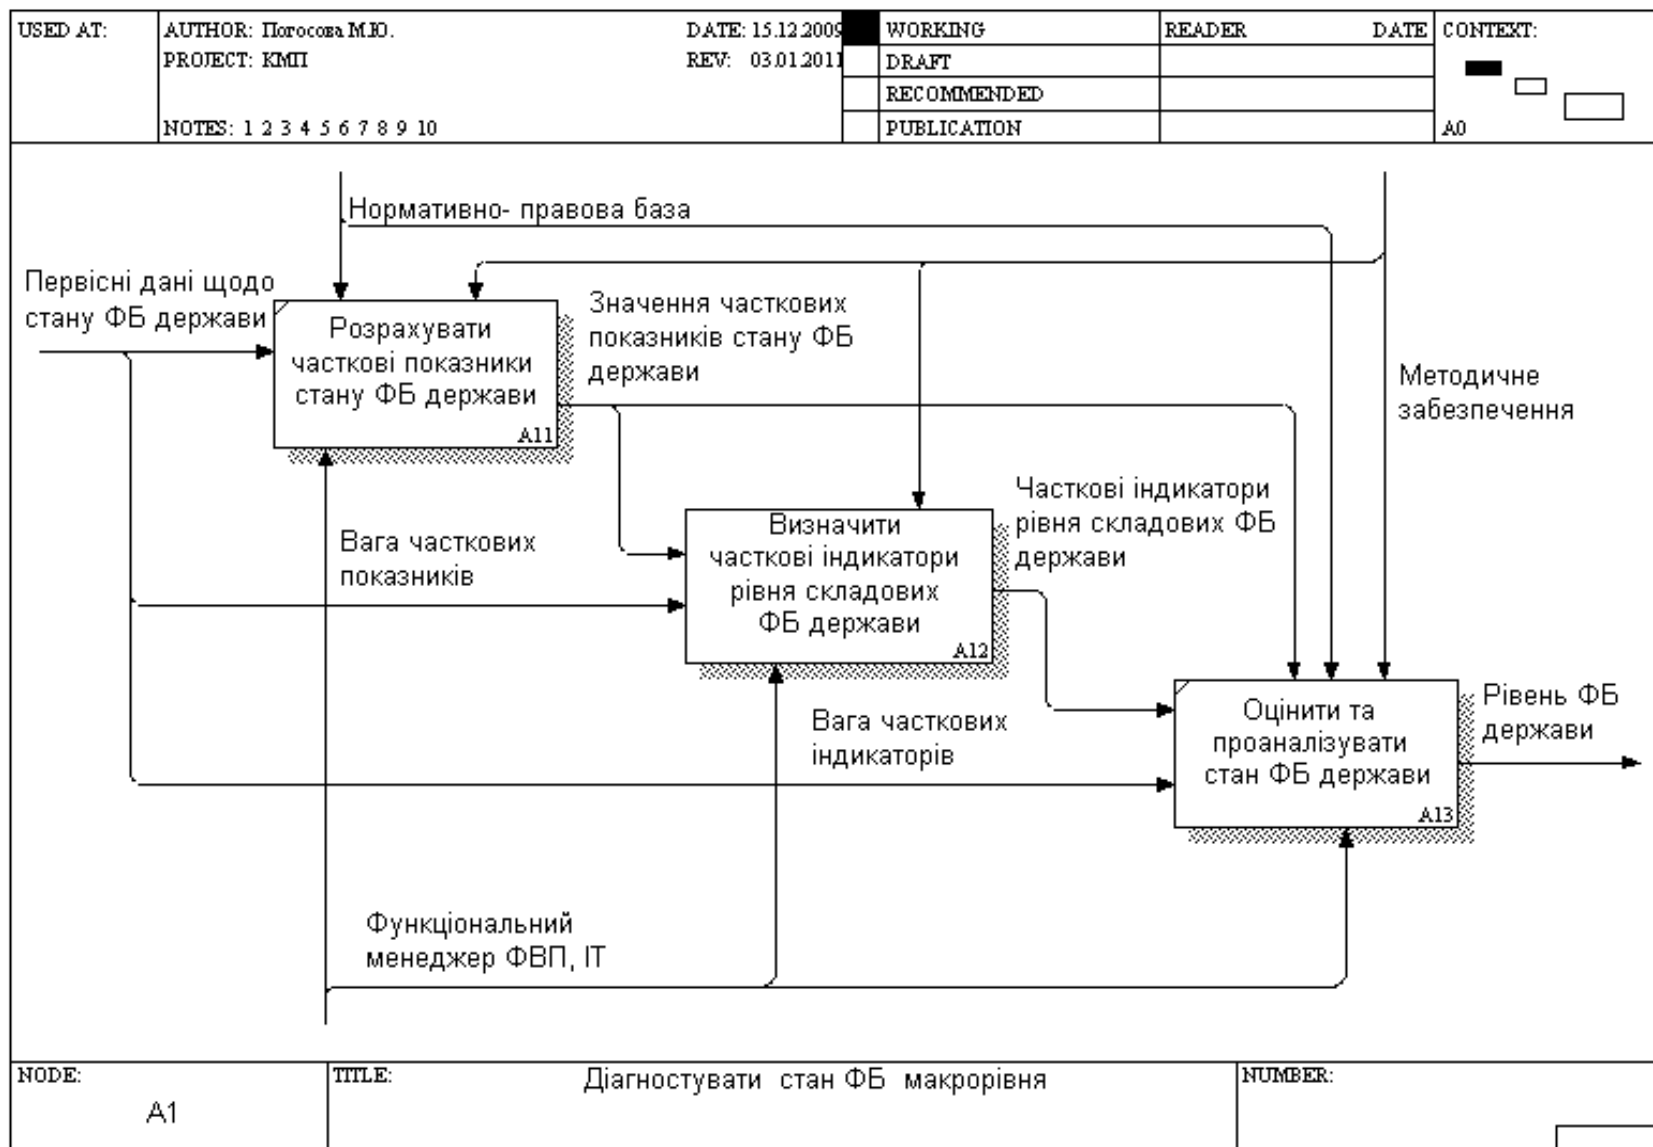 USED AT:
AUTHOR: Погосова М.Ю.
DATE: 15.12.2009
WORKING
READER
DATE
CONTEXT:
PROJECT: КМП
REV: 03.01.2011
DRAFT
RECOMMENDED
NOTES: 1 2 3 4 5 6 7 8 9 10
PUBLICATION
A0
Нормативно- правова база
Первісні дані щодо
стану ФБ держави
Розрахувати
часткові показники
стану ФБ держави
A11
Значення часткових
показників стану ФБ
держави
Методичне
забезпечення
Вага часткових
показників
Визначити
часткові індикатори
рівня складових
ФБ держави
A12
Часткові індикатори
рівня складових ФБ
держави
Вага часткових
індикаторів
Оцінити та
проаналізувати
стан ФБ держави
A13
Рівень ФБ
держави
Функціональний
менеджер ФВП, ІТ
NODE:
A1
TITLE:
Діагностувати стан ФБ макрорівня
NUMBER: